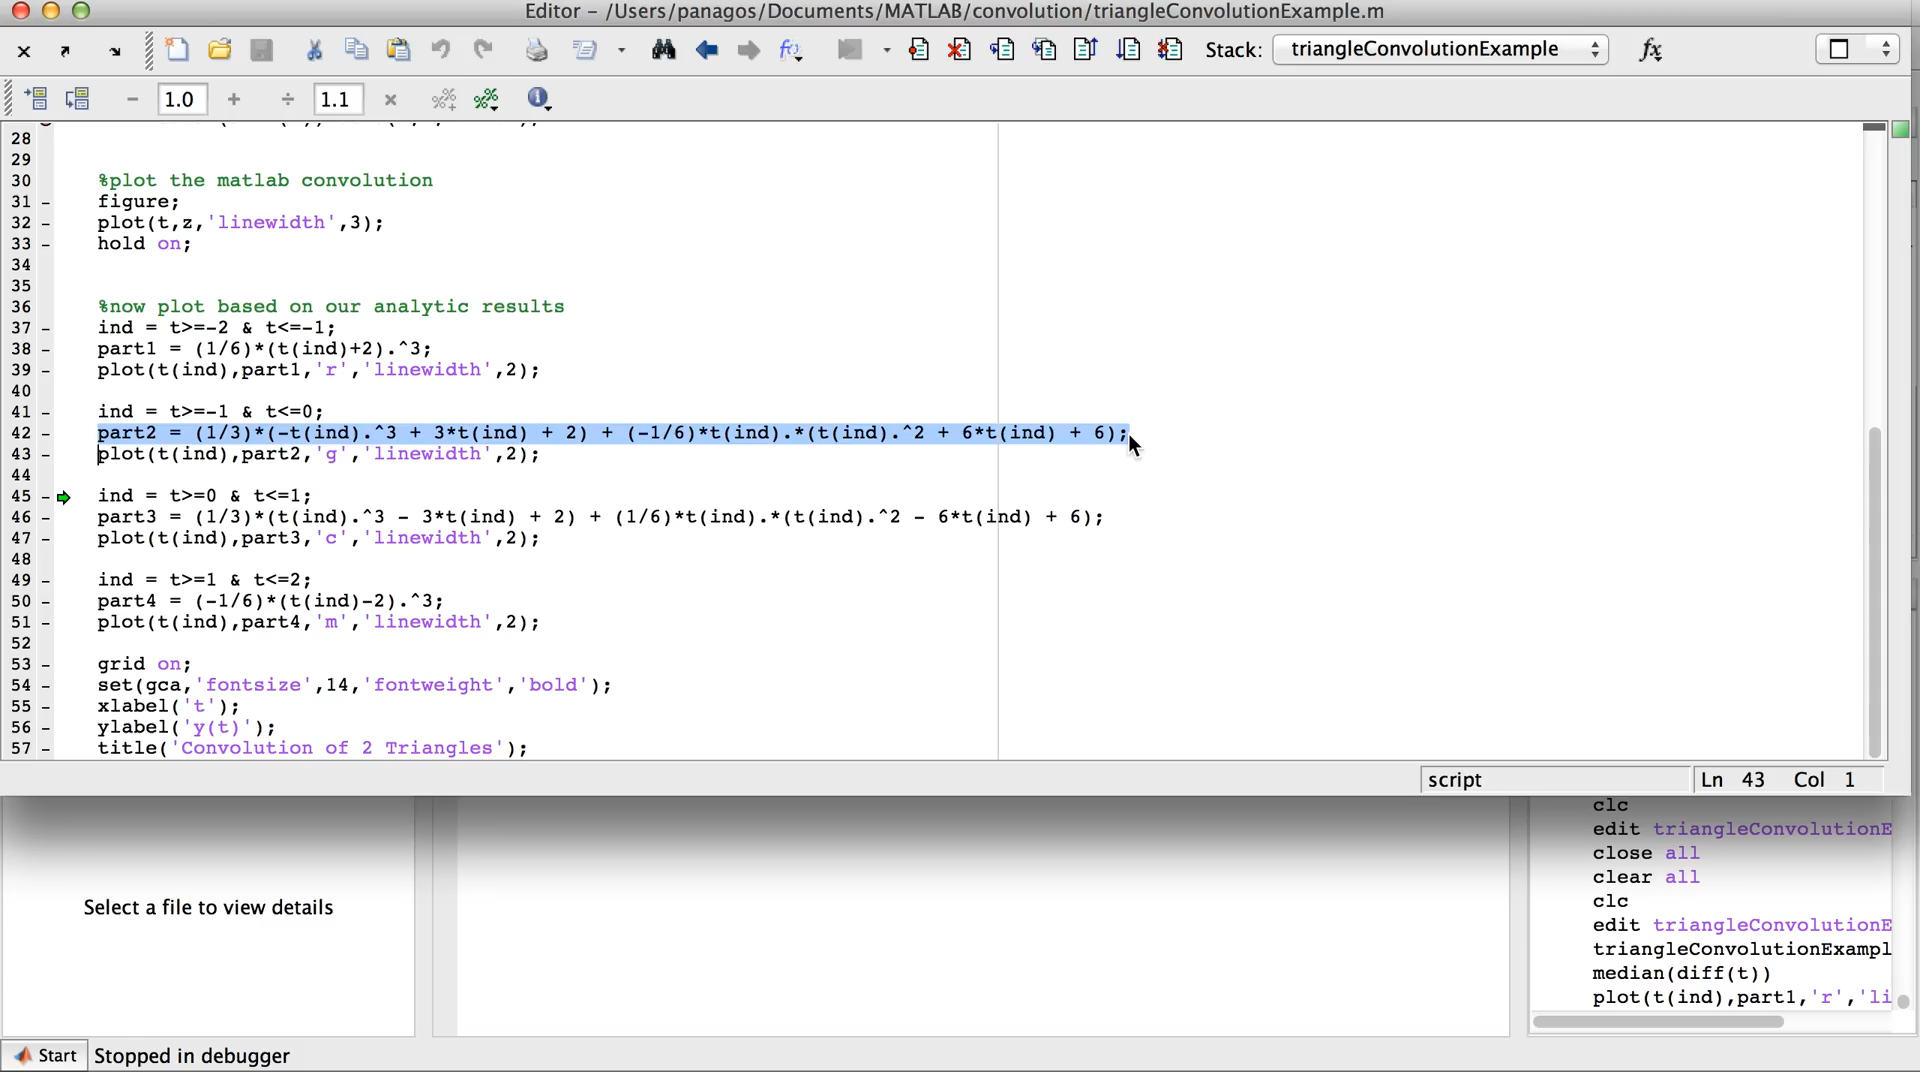 Editor – /Users/panagos/Documents/MATLAB/convolution/triangleConvolutionExample.m
Stack: triangleConvolutionExample
1.0
1.1
28
29
30 %plot the matlab convolution
31 figure;
32 plot(t,z,'linewidth',3);
33 hold on;
34
35
36 %now plot based on our analytic results
37 ind = t>=-2 & t<=-1;
38 part1 = (1/6)*(t(ind)+2).^3;
39 plot(t(ind),part1,'r','linewidth',2);
40
41 ind = t>=-1 & t<=0;
42 part2 = (1/3)*(-t(ind).^3 + 3*t(ind) + 2) + (-1/6)*t(ind).*(t(ind).^2 + 6*t(ind) + 6);
43 plot(t(ind),part2,'g','linewidth',2);
44
45 ind = t>=0 & t<=1;
46 part3 = (1/3)*(t(ind).^3 - 3*t(ind) + 2) + (1/6)*t(ind).*(t(ind).^2 - 6*t(ind) + 6);
47 plot(t(ind),part3,'c','linewidth',2);
48
49 ind = t>=1 & t<=2;
50 part4 = (-1/6)*(t(ind)-2).^3;
51 plot(t(ind),part4,'m','linewidth',2);
52
53 grid on;
54 set(gca,'fontsize',14,'fontweight','bold');
55 xlabel('t');
56 ylabel('y(t)');
57 title('Convolution of 2 Triangles');
script
Ln 43 Col 1
Select a file to view details
clc
edit triangleConvolutionE
close all
clear all
clc
edit triangleConvolutionE
triangleConvolutionExampl
median(diff(t))
plot(t(ind),part1,'r','li
Start Stopped in debugger